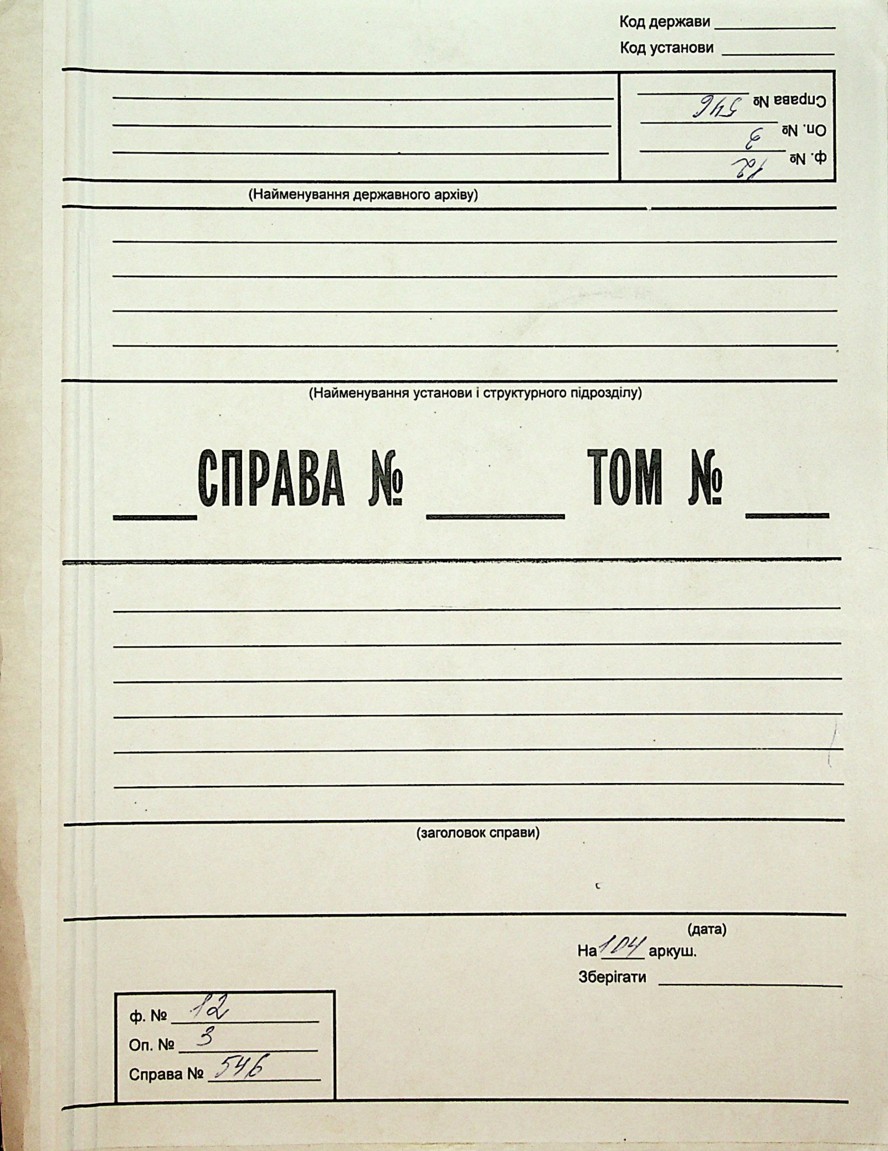 Код держави
Код установи
ф. № 12
Оп. № 3
Справа № 546
(Найменування державного архіву)
(Найменування установи і структурного підрозділу)
СПРАВА № ТОМ №
(заголовок справи)
(дата)
На 104 аркуш.
Зберігати
ф. № 12
Оп. № 3
Справа № 546